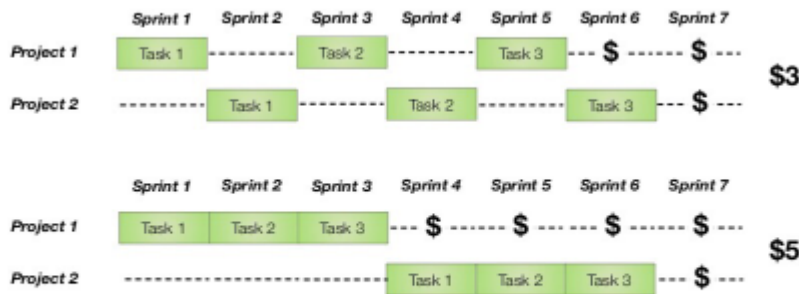 Sprint 1 Sprint 2 Sprint 3 Sprint 4 Sprint 5 Sprint 6 Sprint 7
Project 1 Task 1 Task 2 Task 3 $ $
$3
Project 2 Task 1 Task 2 Task 3 $
Sprint 1 Sprint 2 Sprint 3 Sprint 4 Sprint 5 Sprint 6 Sprint 7
Project 1 Task 1 Task 2 Task 3 $ $ $ $
$5
Project 2 Task 1 Task 2 Task 3 $